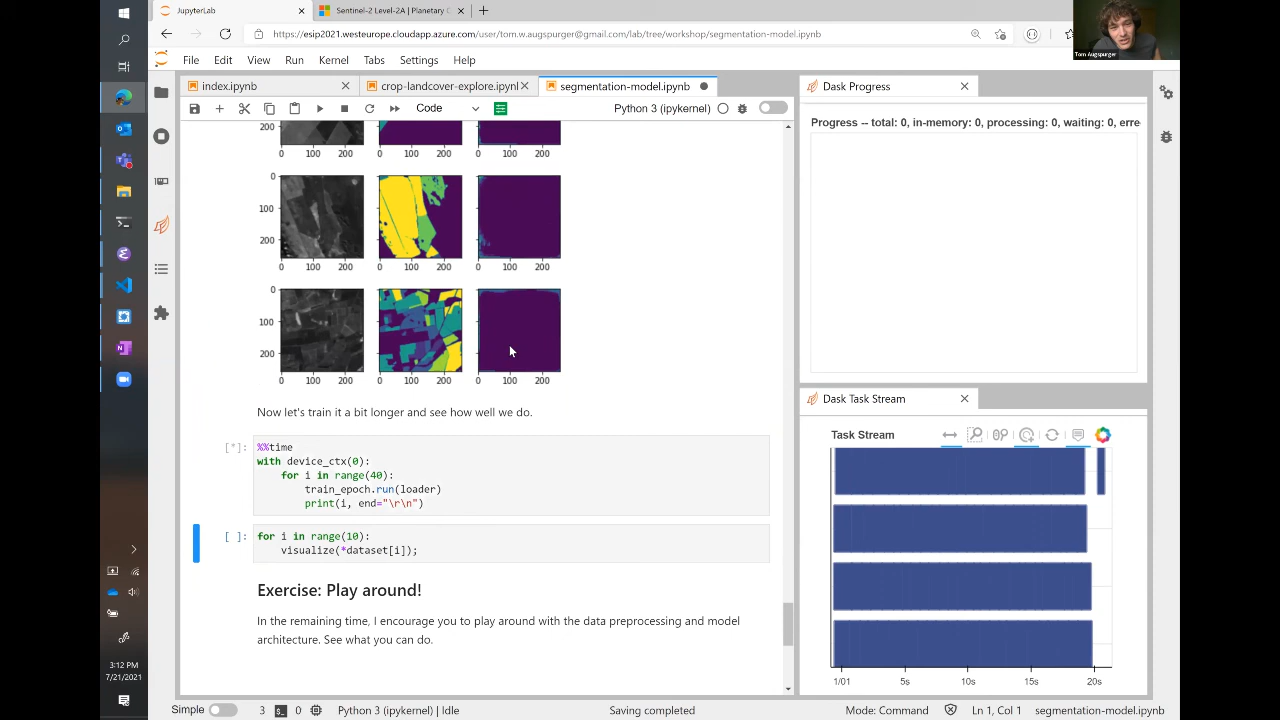 JupyterLab
Sentinel-2 Level-2A | Planetary C
https://esip2021.westeurope.cloudapp.azure.com/user/tom.w.augspurger@gmail.com/lab/tree/workshop/segmentation-model.ipynb
Tom Augspurger
File Edit View Run Kernel Tabs Settings Help
index.ipynb
crop-landcover-explore.ipynl
segmentation-model.ipynb
Code
Python 3 (ipykernel)
200
0 100 200
0 100 200
0 100 200
0
100
200
0 100 200
0 100 200
0 100 200
0
100
200
0 100 200
0 100 200
0 100 200
Now let's train it a bit longer and see how well we do.
[*]:
%%time
with device_ctx(0):
for i in range(40):
train_epoch.run(loader)
print(i, end="\r\n")
[ ]:
for i in range(10):
visualize(*dataset[i]);
Exercise: Play around!
In the remaining time, I encourage you to play around with the data preprocessing and model
architecture. See what you can do.
Dask Progress
Progress -- total: 0, in-memory: 0, processing: 0, waiting: 0, erre
Dask Task Stream
Task Stream
1/01 5s 10s 15s 20s
3:12 PM
7/21/2021
Simple
3
0
Python 3 (ipykernel) | Idle
Saving completed
Mode: Command
Ln 1, Col 1
segmentation-model.ipynb